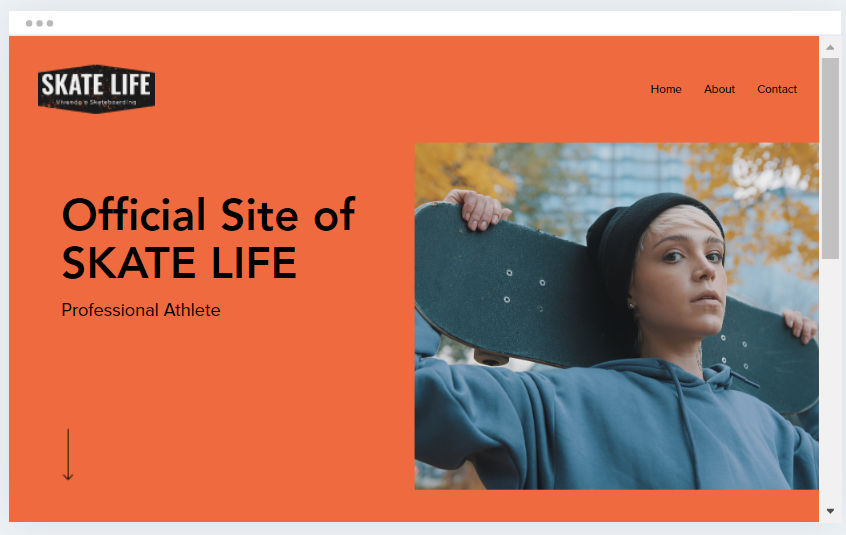 SKATE LIFE
Vivendo o Skateboarding
Home About Contact
Official Site of
SKATE LIFE
Professional Athlete